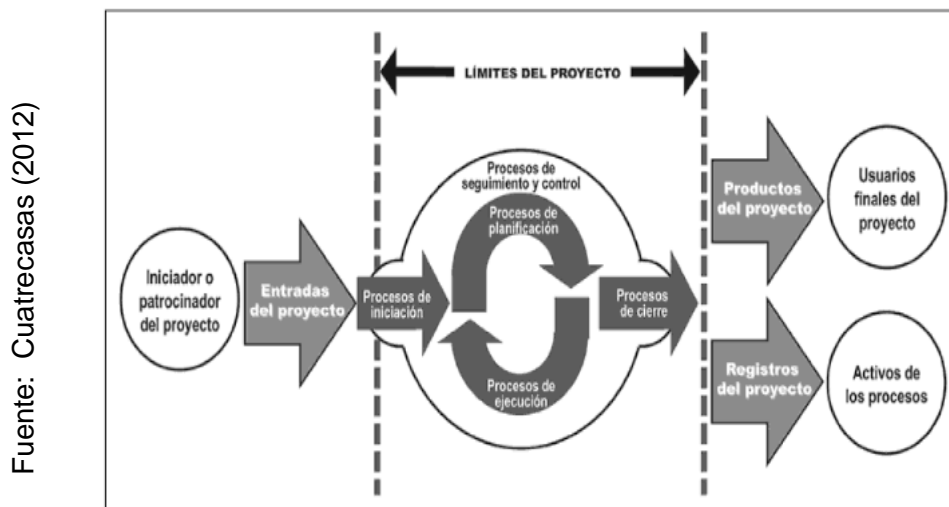 Fuente: Cuatrecasas (2012)
LÍMITES DEL PROYECTO
Iniciador o
patrocinador
del proyecto
Entradas
del proyecto
Procesos de
iniciación
Procesos de
seguimiento y control
Procesos de
planificación
Procesos de
ejecución
Procesos
de cierre
Productos
del proyecto
Usuarios
finales del
proyecto
Registros
del proyecto
Activos de
los procesos